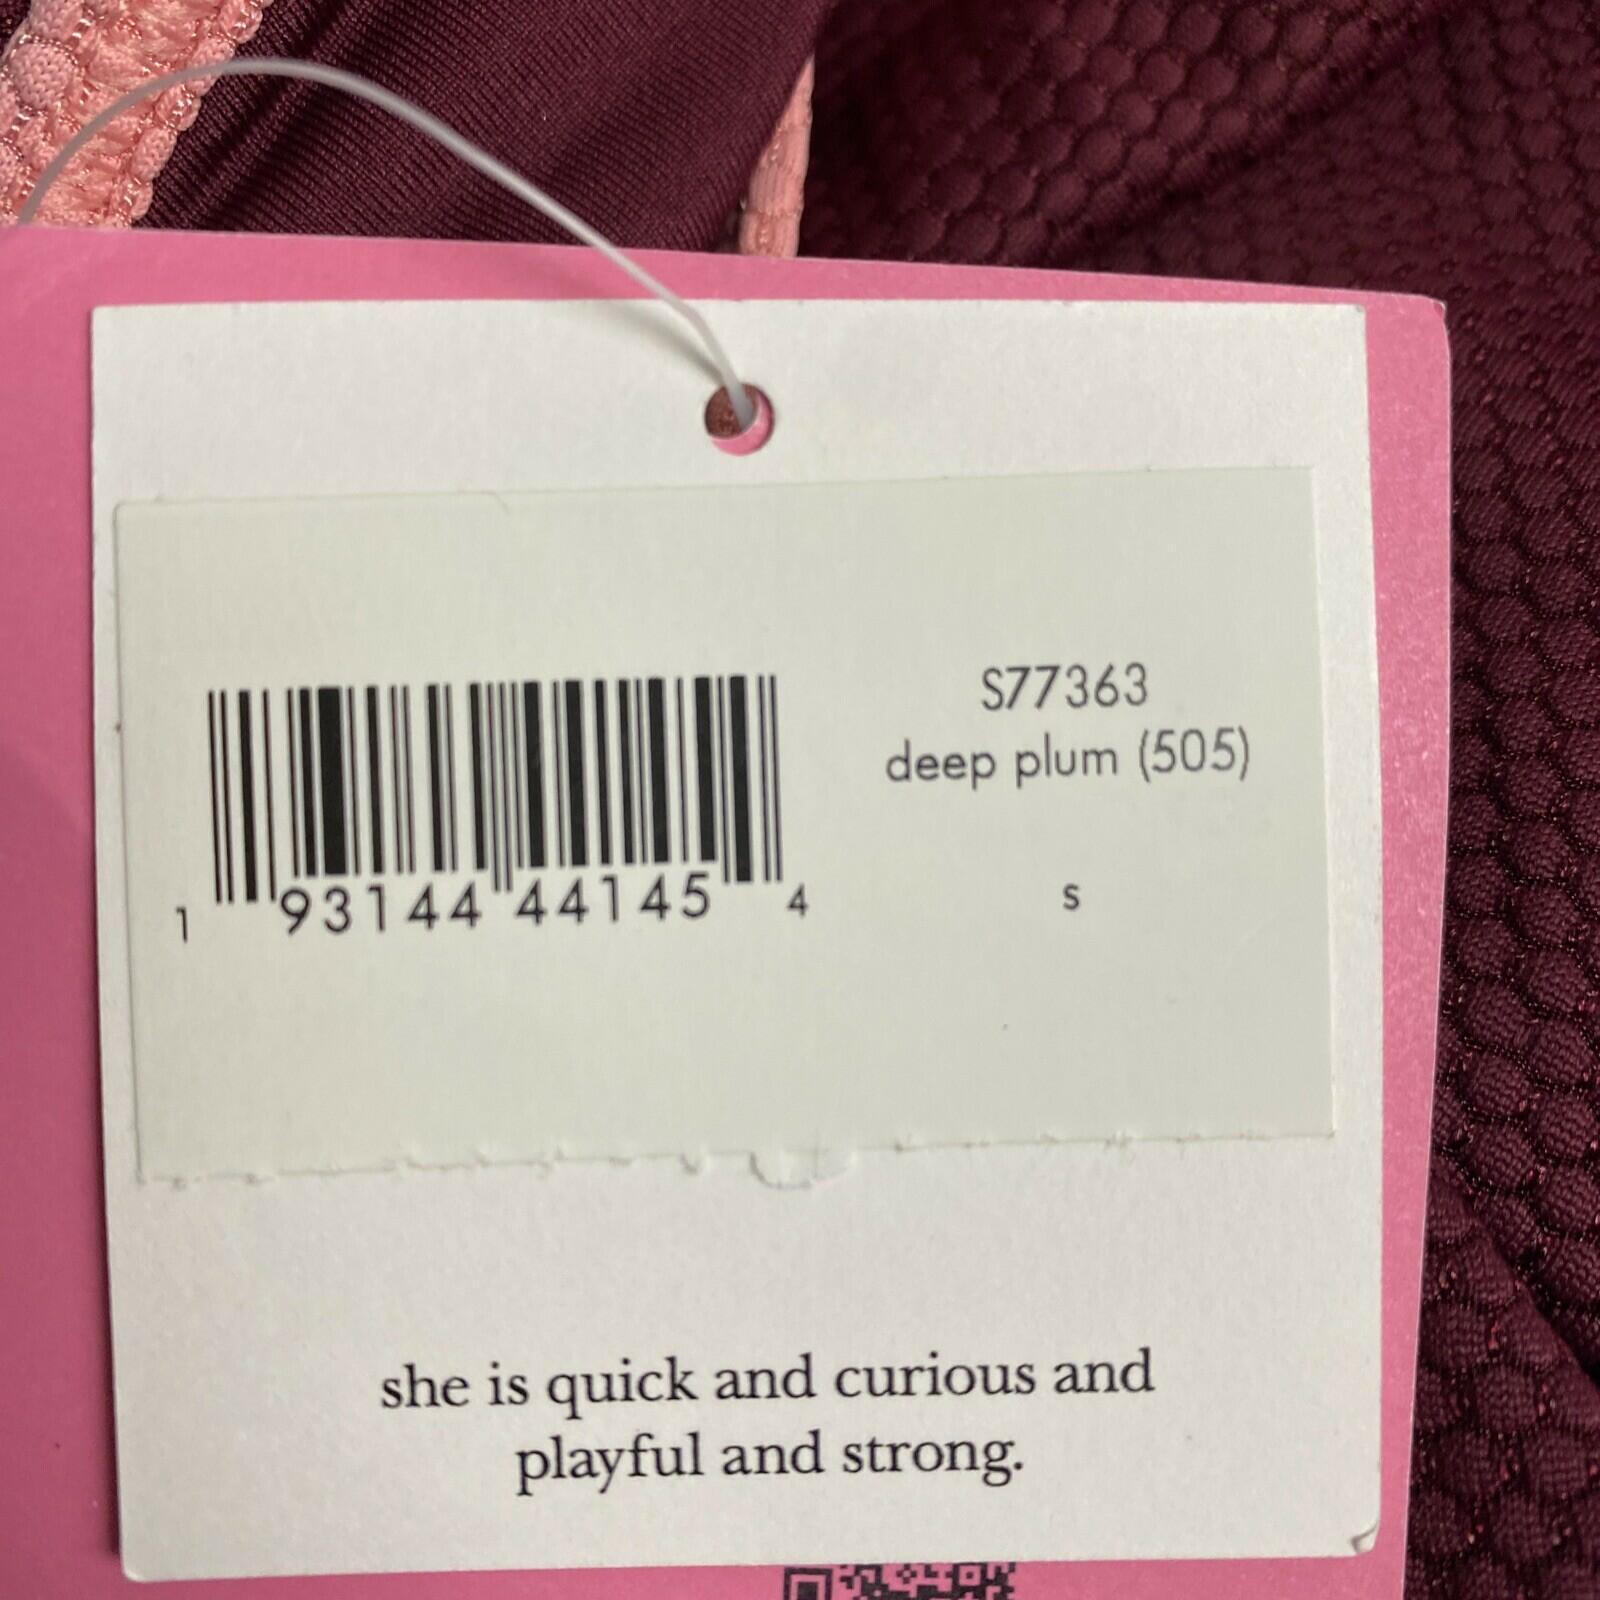 S77363
deep plum (505)
s
1 93144 44145 4
she is quick and curious and
playful and strong.